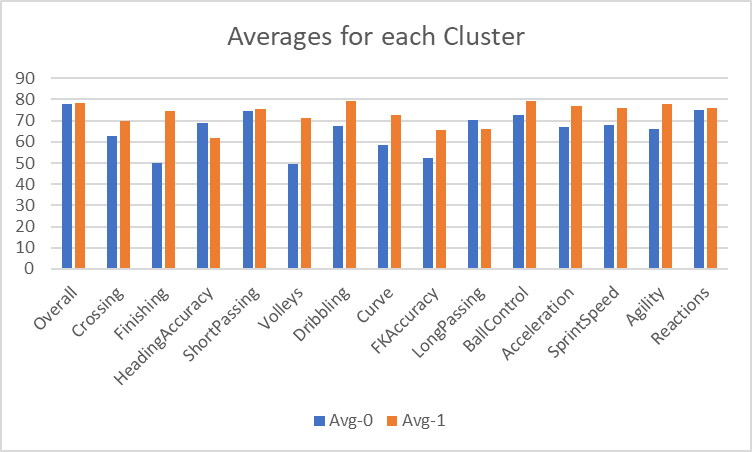 Averages for each Cluster
90
80
70
60
50
40
30
20
10
0
Overall
Crossing
Finishing
HeadingAccuracy
ShortPassing
Volleys
Dribbling
Curve
FKAccuracy
LongPassing
BallControl
Acceleration
SprintSpeed
Agility
Reactions
Avg-0 Avg-1